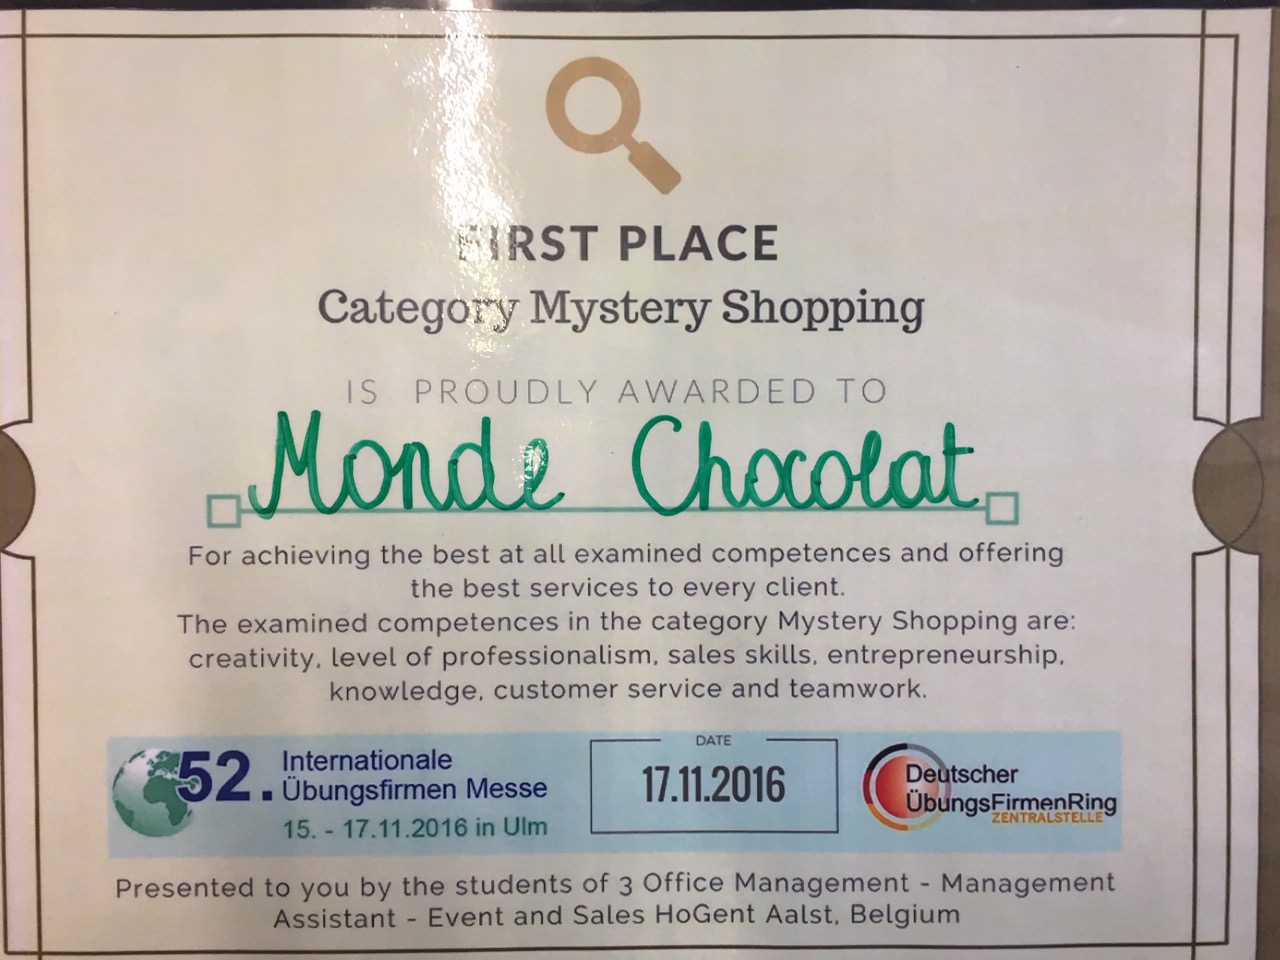 FIRST PLACE
Category Mystery Shopping
IS PROUDLY AWARDED TO
Monde Chocolat
For achieving the best at all examined competences and offering
the best services to every client.
The examined competences in the category Mystery Shopping are:
creativity, level of professionalism, sales skills, entrepreneurship,
knowledge, customer service and teamwork.
52. Internationale
Übungsfirmen Messe
15. - 17.11.2016 in Ulm
DATE
17.11.2016
Deutscher
ÜbungsFirmenRing
ZENTRALSTELLE
Presented to you by the students of 3 Office Management - Management
Assistant - Event and Sales HoGent Aalst, Belgium